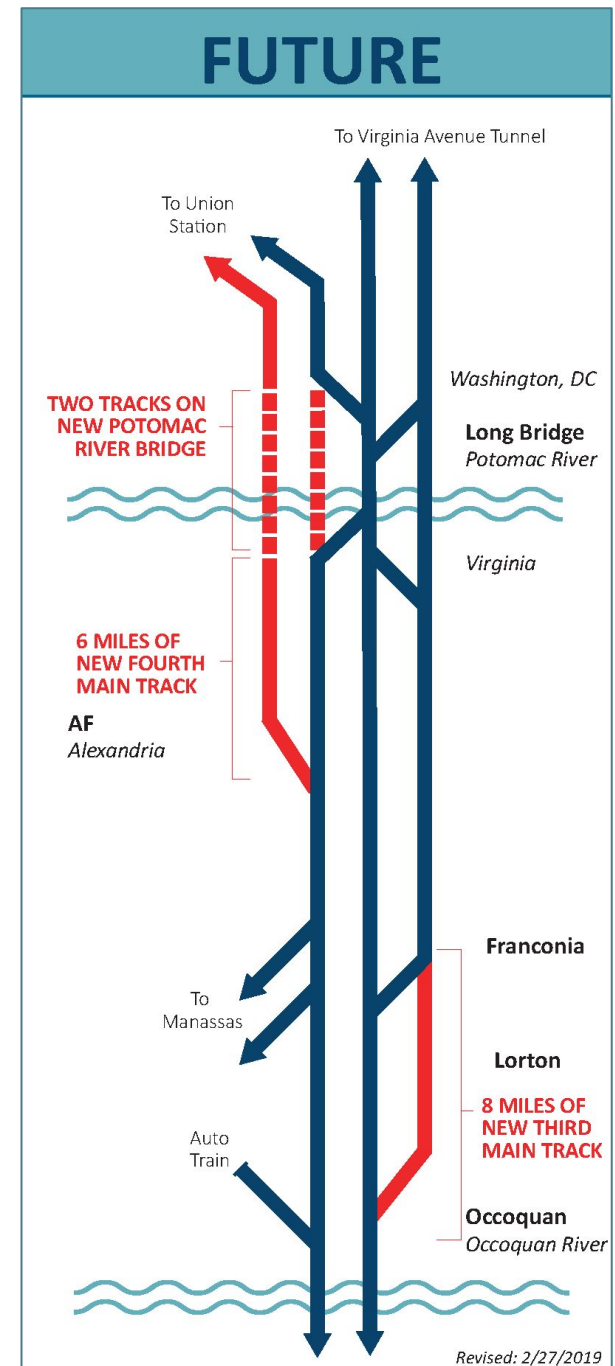 FUTURE
To Virginia Avenue Tunnel
To Union
Station
Washington, DC
TWO TRACKS ON
NEW POTOMAC
RIVER BRIDGE
Long Bridge
Potomac River
Virginia
6 MILES OF
NEW FOURTH
MAIN TRACK
AF
Alexandria
Franconia
To
Manassas
Lorton
8 MILES OF
NEW THIRD
MAIN TRACK
Auto
Train
Occoquan
Occoquan River
Revised: 2/27/2019